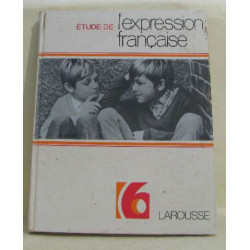 ÉTUDE DE l'expression
française
6
LAROUSSE